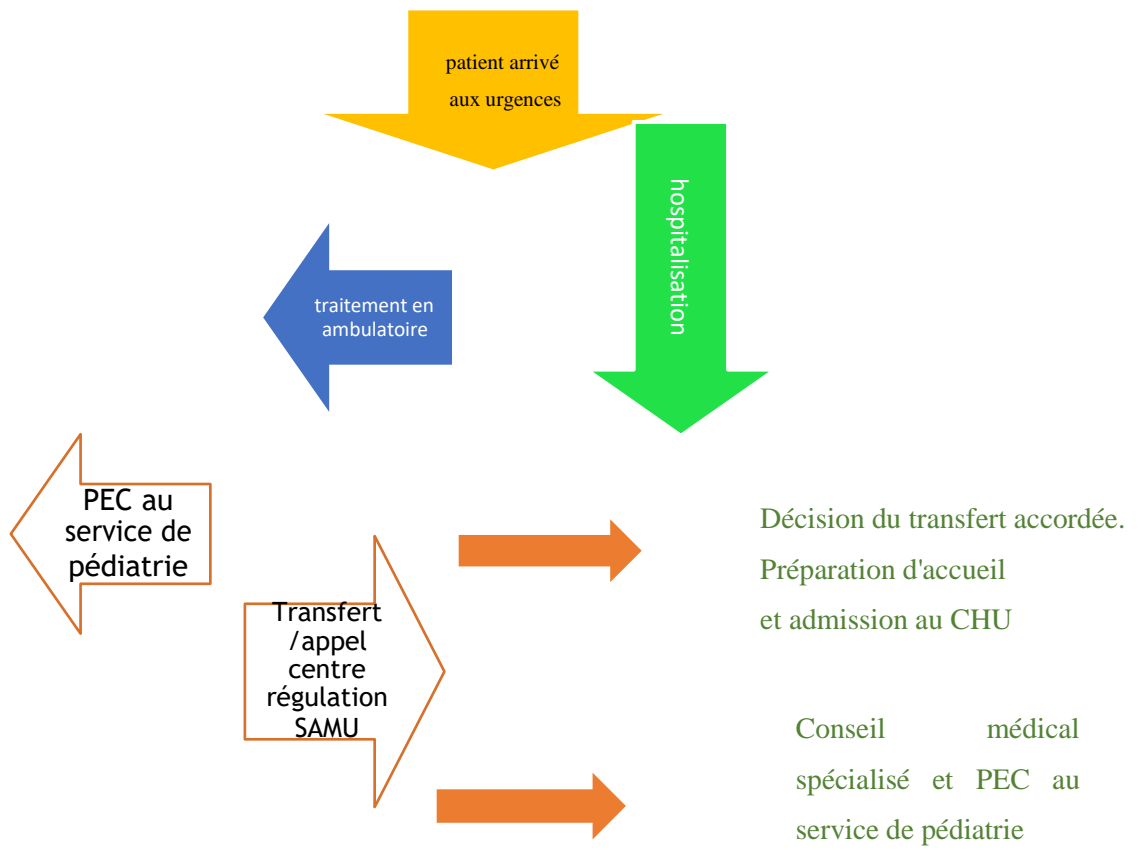 patient arrivé
aux urgences
hospitalisation
traitement en
ambulatoire
PEC au
service de
pédiatrie
Transfert
/appel
centre
régulation
SAMU
Décision du transfert accordée.
Préparation d'accueil
et admission au CHU
Conseil médical
spécialisé et PEC au
service de pédiatrie